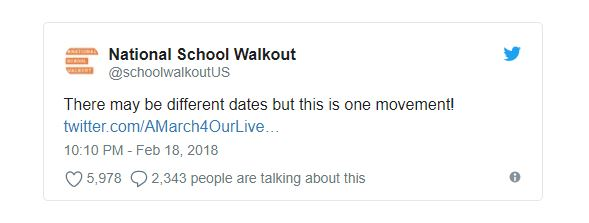 #NATIONAL
SCHOOL
WALKOUT
National School Walkout
@schoolwalkoutUS
There may be different dates but this is one movement!
twitter.com/AMarch4OurLive…
10:10 PM - Feb 18, 2018
5,978 2,343 people are talking about this